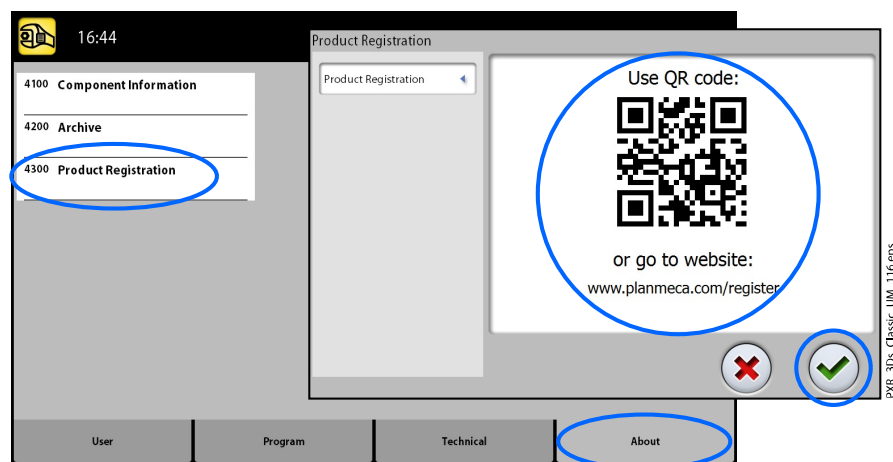 16:44
4100 Component Information
4200 Archive
4300 Product Registration
Product Registration
Product Registration
Use QR code:
or go to website:
www.planmeca.com/register
User
Program
Technical
About
PXR_3Ds_Classic_UM_116.eps